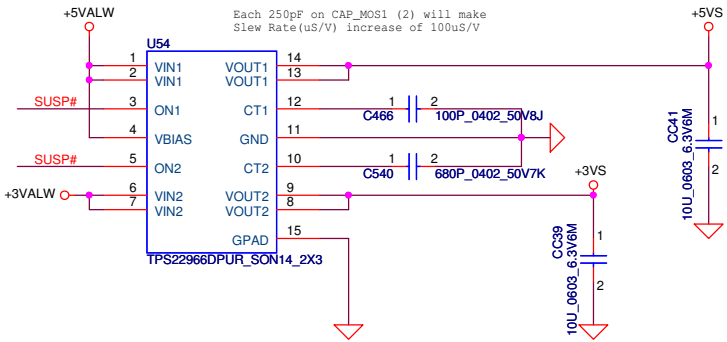 Each 250pF on CAP_MOS1 (2) will make
Slew Rate(uS/V) increase of 100uS/V
+5VALW
+5VS
U54
1 VIN1 VOUT1 14
2 VIN1 VOUT1 13
SUSP# 3 ON1 CT1 12 1 2
C466 100P_0402_50V8J
4 VBIAS GND 11
SUSP# 5 ON2 CT2 10 1 2
C540 680P_0402_50V7K
+3VALW 6 VIN2 VOUT2 9
7 VIN2 VOUT2 8
GPAD 15
TPS22966DPUR_SON14_2X3
+3VS
CC41
10U_0603_6.3V6M
1
2
CC39
10U_0603_6.3V6M
1
2